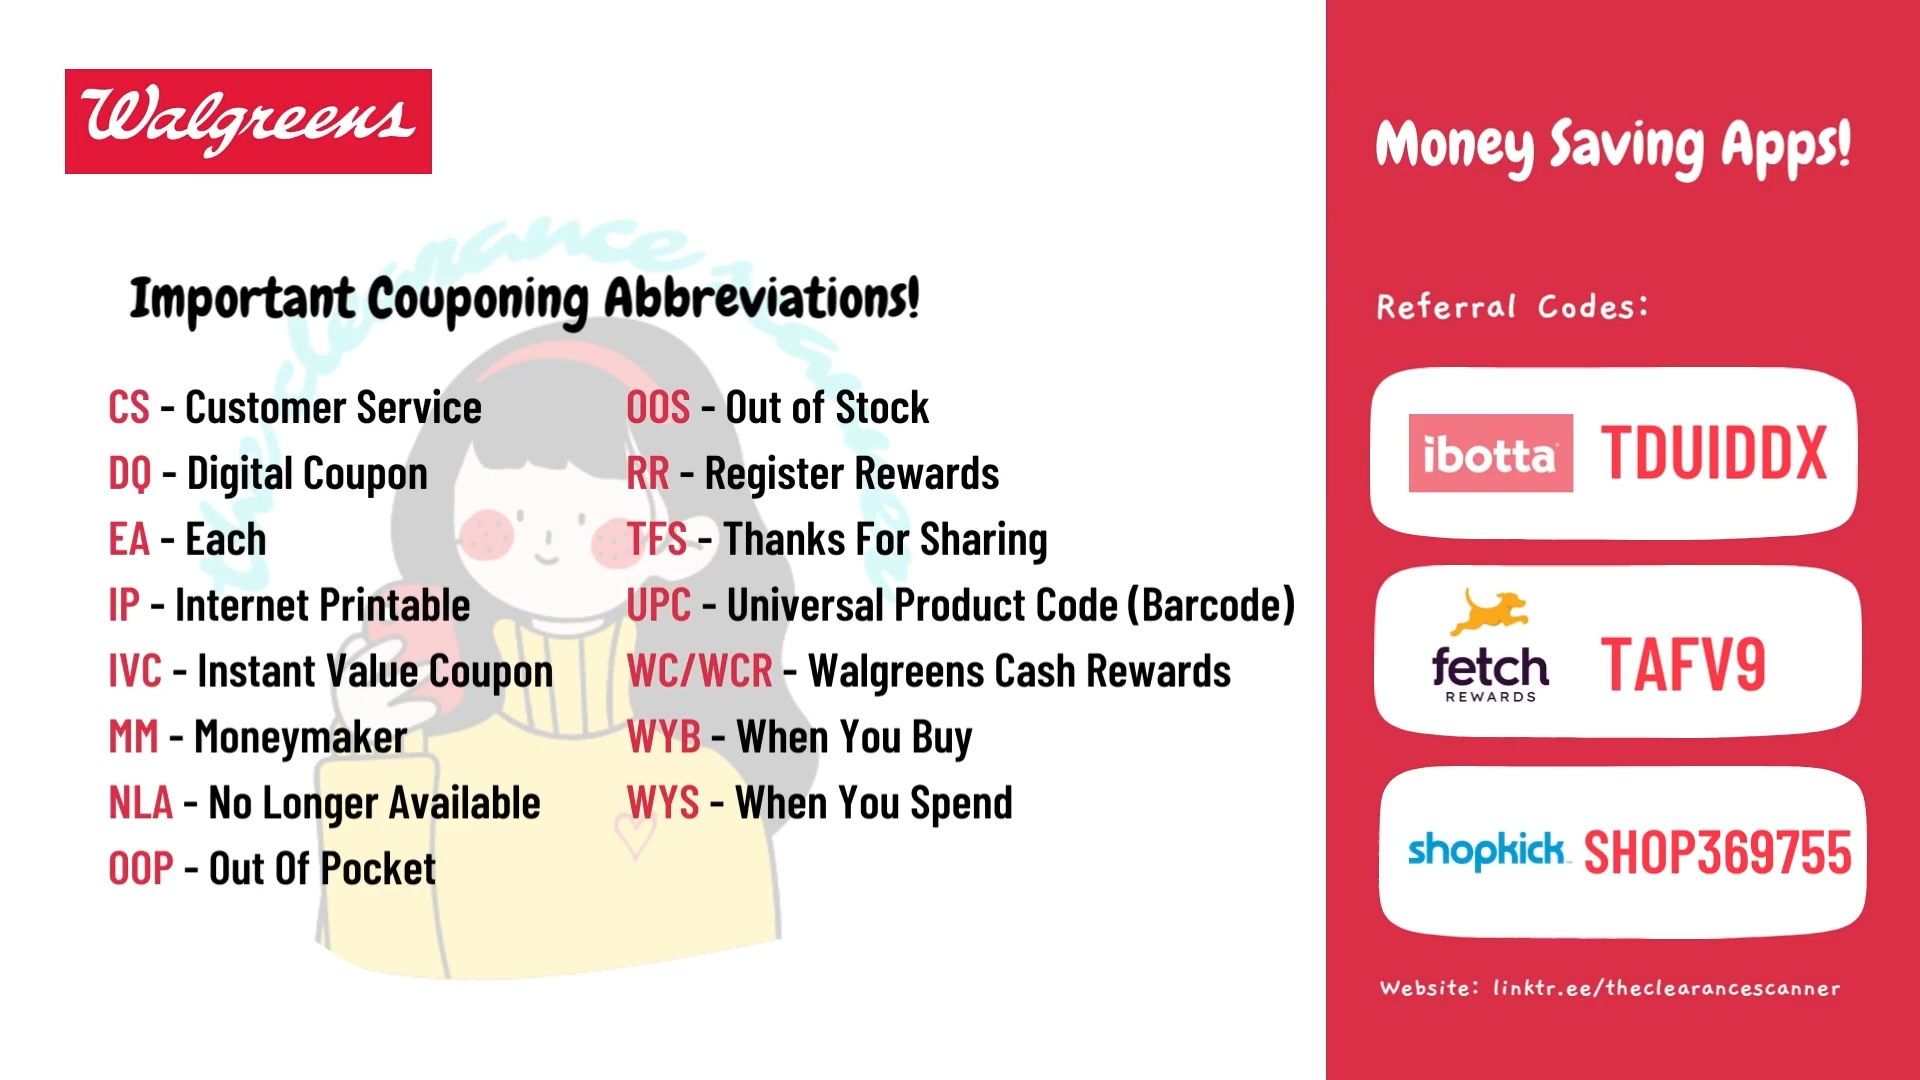 Walgreens
the clearance scanner
Important Couponing Abbreviations!
CS - Customer Service
DQ - Digital Coupon
EA - Each
IP - Internet Printable
IVC - Instant Value Coupon
MM - Moneymaker
NLA - No Longer Available
OOP - Out Of Pocket
OOS - Out of Stock
RR - Register Rewards
TFS - Thanks For Sharing
UPC - Universal Product Code (Barcode)
WC/WCR - Walgreens Cash Rewards
WYB - When You Buy
WYS - When You Spend
Money Saving Apps!
Referral Codes:
ibotta TDUIDDX
fetch
REWARDS
TAFV9
shopkick SHOP369755
Website: linktr.ee/theclearancescanner